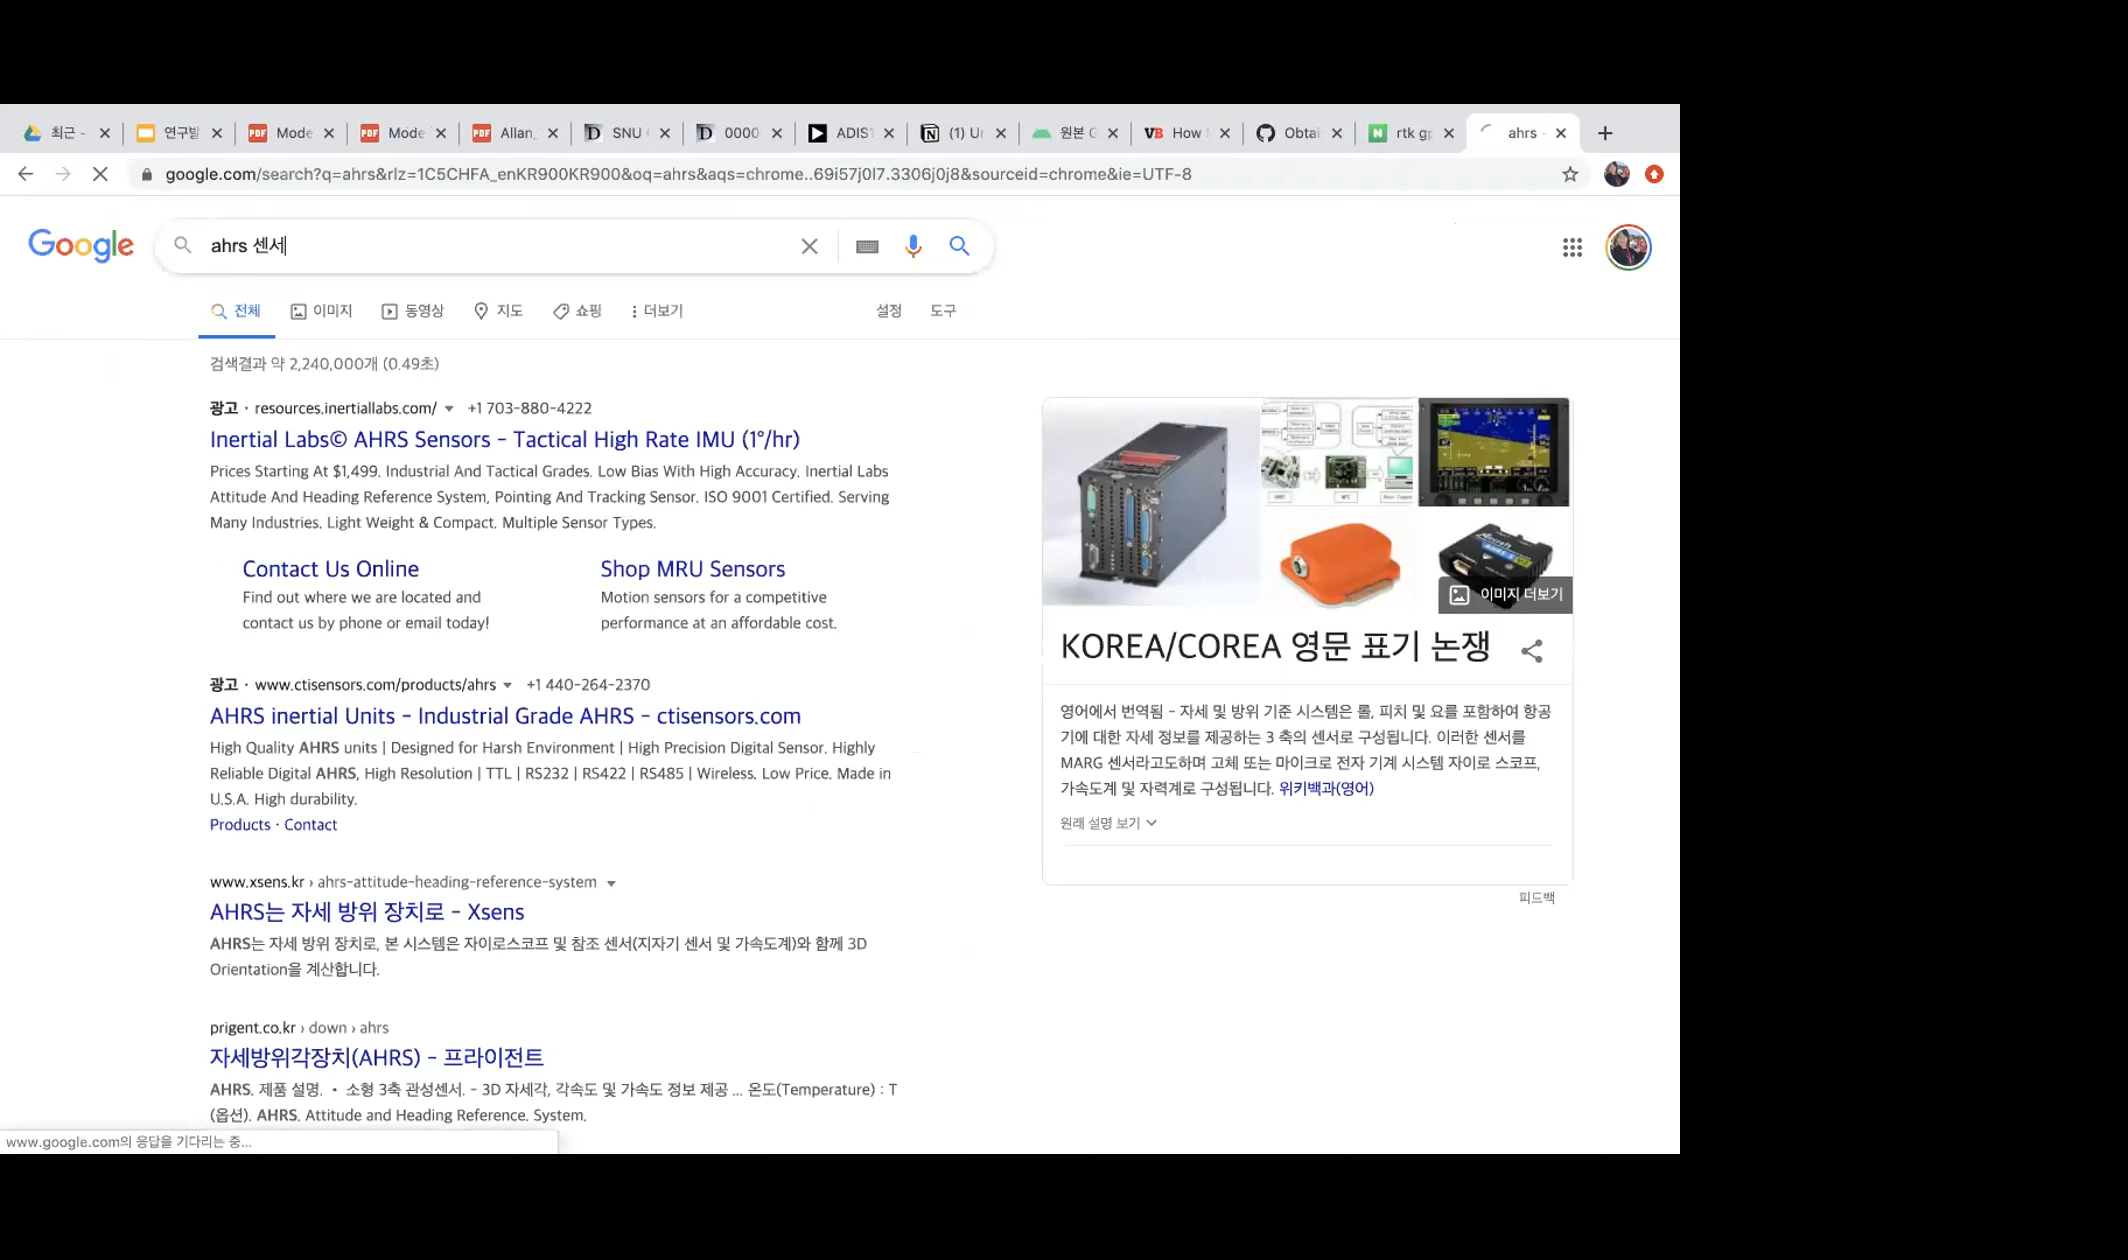 최근 -
연구발
Mode
Mode
Allan_
SNU
0000
ADIS1
(1) Ur
원본 G
How
Obtai
rtk gp
ahrs -
google.com/search?q=ahrs&rlz=1C5CHFA_enKR900KR900&oq=ahrs&aqs=chrome..69i57j0l7.3306j0j8&sourceid=chrome&ie=UTF-8
Google
ahrs 센서
전체
이미지
동영상
지도
쇼핑
더보기
설정
도구
검색결과 약 2,240,000개 (0.49초)
광고 · resources.inertiallabs.com/ +1 703-880-4222
Inertial Labs© AHRS Sensors - Tactical High Rate IMU (1°/hr)
Prices Starting At $1,499. Industrial And Tactical Grades. Low Bias With High Accuracy. Inertial Labs
Attitude And Heading Reference System, Pointing And Tracking Sensor. ISO 9001 Certified. Serving
Many Industries. Light Weight & Compact. Multiple Sensor Types.
Contact Us Online
Find out where we are located and
contact us by phone or email today!
Shop MRU Sensors
Motion sensors for a competitive
performance at an affordable cost.
광고 · www.ctisensors.com/products/ahrs +1 440-264-2370
AHRS inertial Units - Industrial Grade AHRS - ctisensors.com
High Quality AHRS units | Designed for Harsh Environment | High Precision Digital Sensor. Highly
Reliable Digital AHRS, High Resolution | TTL | RS232 | RS422 | RS485 | Wireless. Low Price. Made in
U.S.A. High durability.
Products · Contact
www.xsens.kr › ahrs-attitude-heading-reference-system
AHRS는 자세 방위 장치로 - Xsens
AHRS는 자세 방위 장치로, 본 시스템은 자이로스코프 및 참조 센서(지자기 센서 및 가속도계)와 함께 3D
Orientation을 계산합니다.
prigent.co.kr › down › ahrs
자세방위각장치(AHRS) - 프라이전트
AHRS. 제품 설명. • 소형 3축 관성센서. - 3D 자세각, 각속도 및 가속도 정보 제공 ... 온도(Temperature) : T
(옵션). AHRS. Attitude and Heading Reference. System.
이미지 더보기
KOREA/COREA 영문 표기 논쟁
영어에서 번역됨 - 자세 및 방위 기준 시스템은 롤, 피치 및 요를 포함하여 항공
기에 대한 자세 정보를 제공하는 3 축의 센서로 구성됩니다. 이러한 센서를
MARG 센서라고도하며 고체 또는 마이크로 전자 기계 시스템 자이로 스코프,
가속도계 및 자력계로 구성됩니다. 위키백과(영어)
원래 설명 보기
피드백
www.google.com의 응답을 기다리는 중...